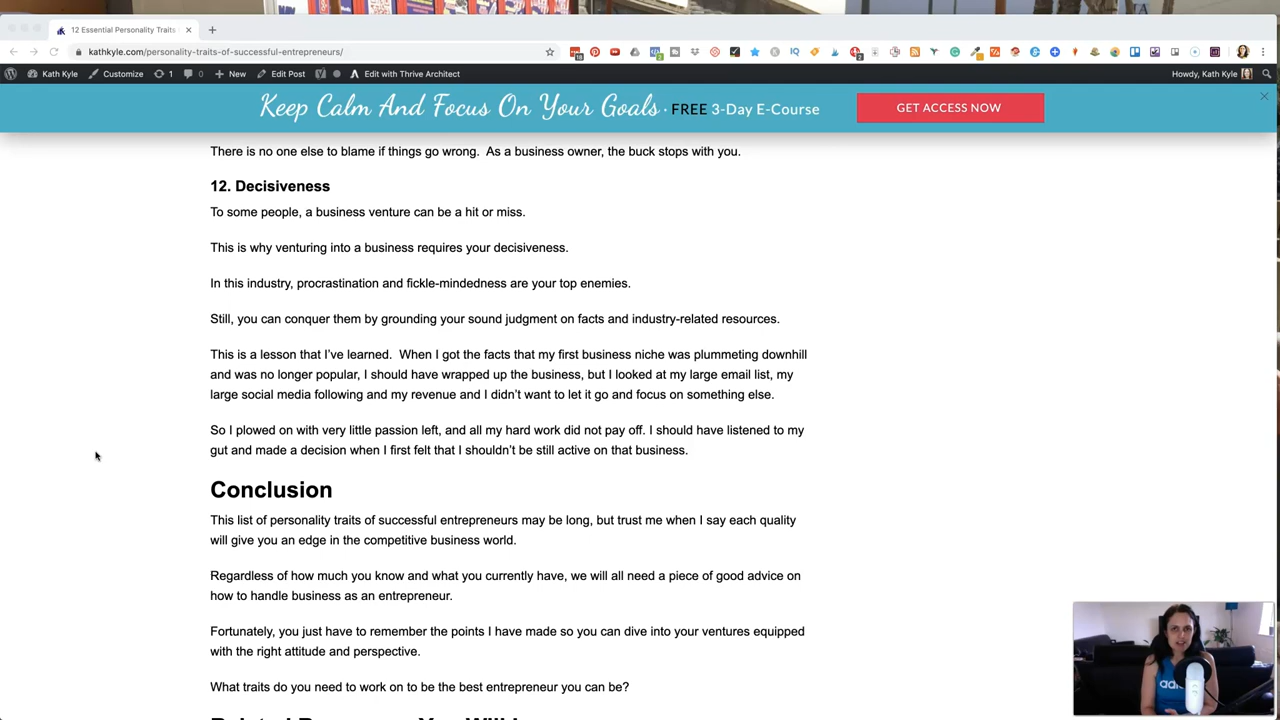 12 Essential Personality Traits
kathkyle.com/personality-traits-of-successful-entrepreneurs/
Kath Kyle Customize 1 0 New Edit Post Edit with Thrive Architect Howdy, Kath Kyle
Keep Calm And Focus On Your Goals · FREE 3-Day E-Course GET ACCESS NOW
There is no one else to blame if things go wrong.  As a business owner, the buck stops with you.
12. Decisiveness
To some people, a business venture can be a hit or miss.
This is why venturing into a business requires your decisiveness.
In this industry, procrastination and fickle-mindedness are your top enemies.
Still, you can conquer them by grounding your sound judgment on facts and industry-related resources.
This is a lesson that I’ve learned.  When I got the facts that my first business niche was plummeting downhill
and was no longer popular, I should have wrapped up the business, but I looked at my large email list, my
large social media following and my revenue and I didn’t want to let it go and focus on something else.
So I plowed on with very little passion left, and all my hard work did not pay off. I should have listened to my
gut and made a decision when I first felt that I shouldn’t be still active on that business.
Conclusion
This list of personality traits of successful entrepreneurs may be long, but trust me when I say each quality
will give you an edge in the competitive business world.
Regardless of how much you know and what you currently have, we will all need a piece of good advice on
how to handle business as an entrepreneur.
Fortunately, you just have to remember the points I have made so you can dive into your ventures equipped
with the right attitude and perspective.
What traits do you need to work on to be the best entrepreneur you can be?